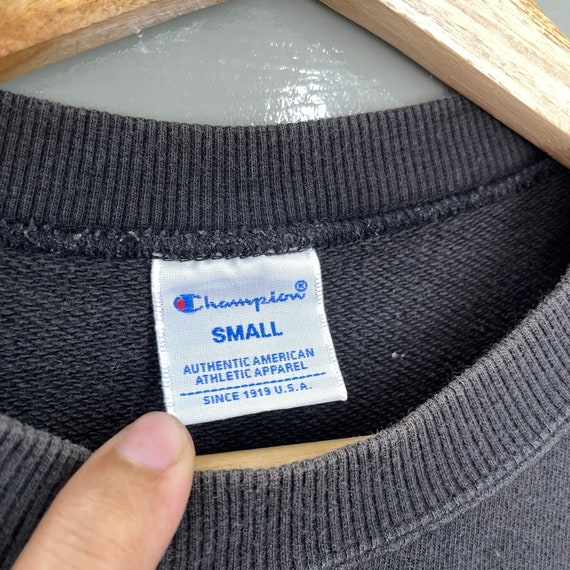 Champion®
SMALL
AUTHENTIC AMERICAN
ATHLETIC APPAREL
SINCE 1919 U.S.A.